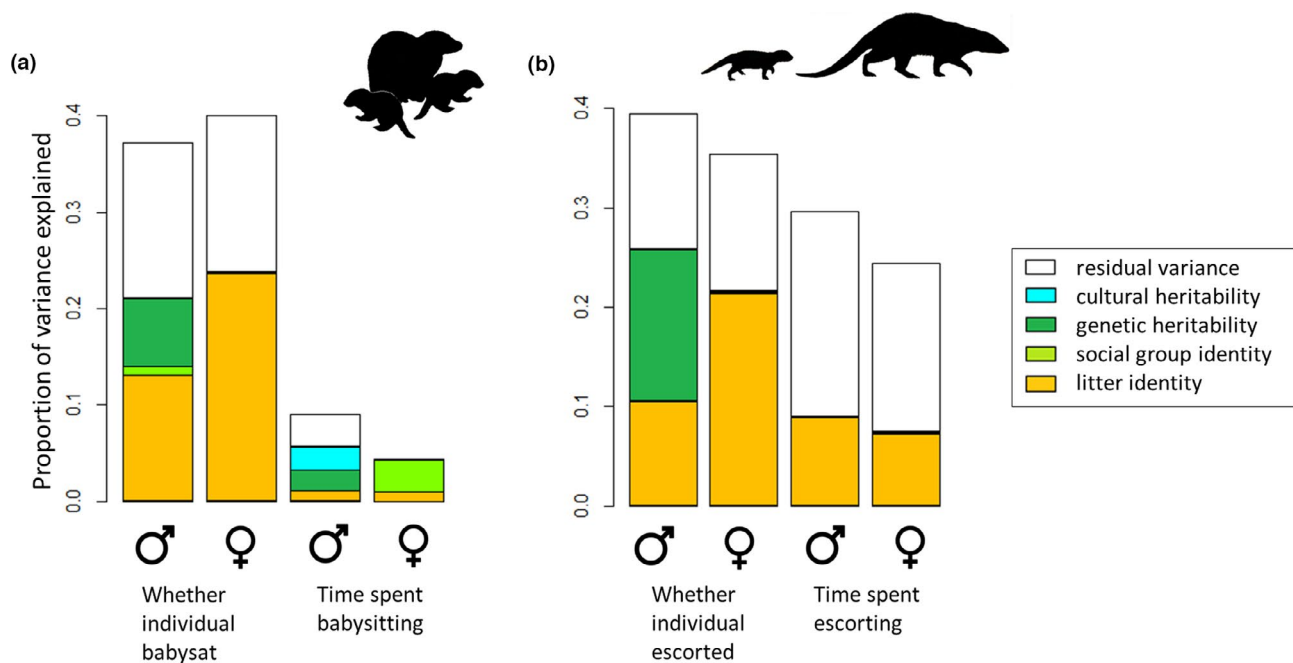 (a)
Proportion of variance explained
0.4
0.3
0.2
0.1
0.0
♂ ♀ ♂ ♀
Whether
individual
babysat
Time spent
babysitting
(b)
0.4
0.3
0.2
0.1
0.0
♂ ♀ ♂ ♀
Whether
individual
escorted
Time spent
escorting
residual variance
cultural heritability
genetic heritability
social group identity
litter identity